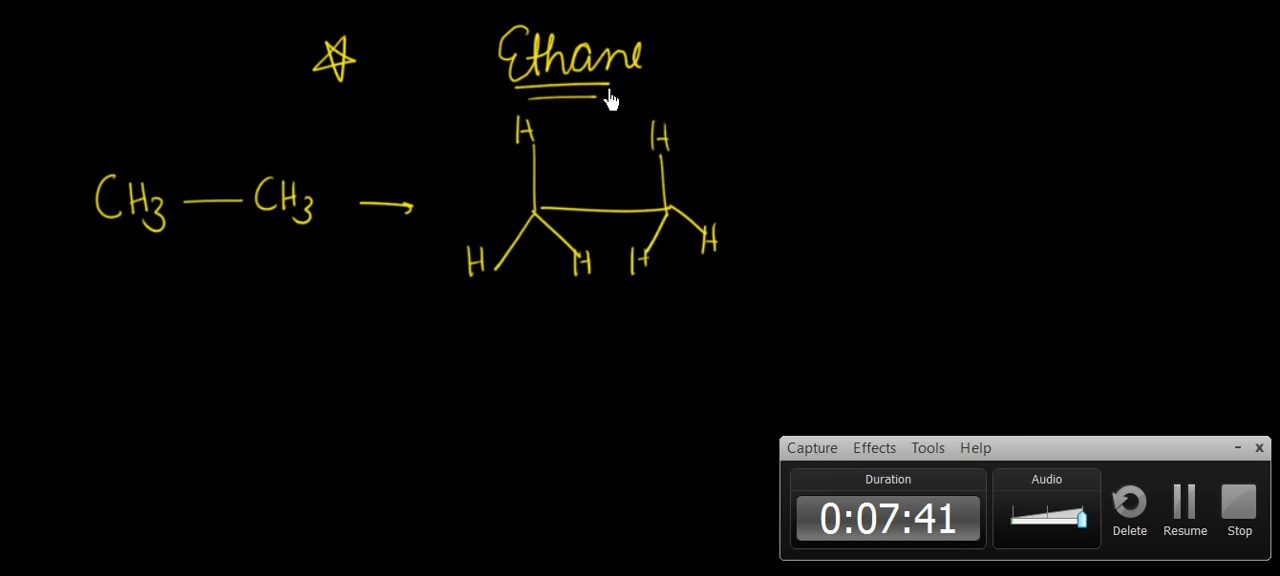 Ethane
H H
CH3 — CH3 →
H H H H
Capture Effects Tools Help - x
Duration Audio
0:07:41
Delete Resume Stop